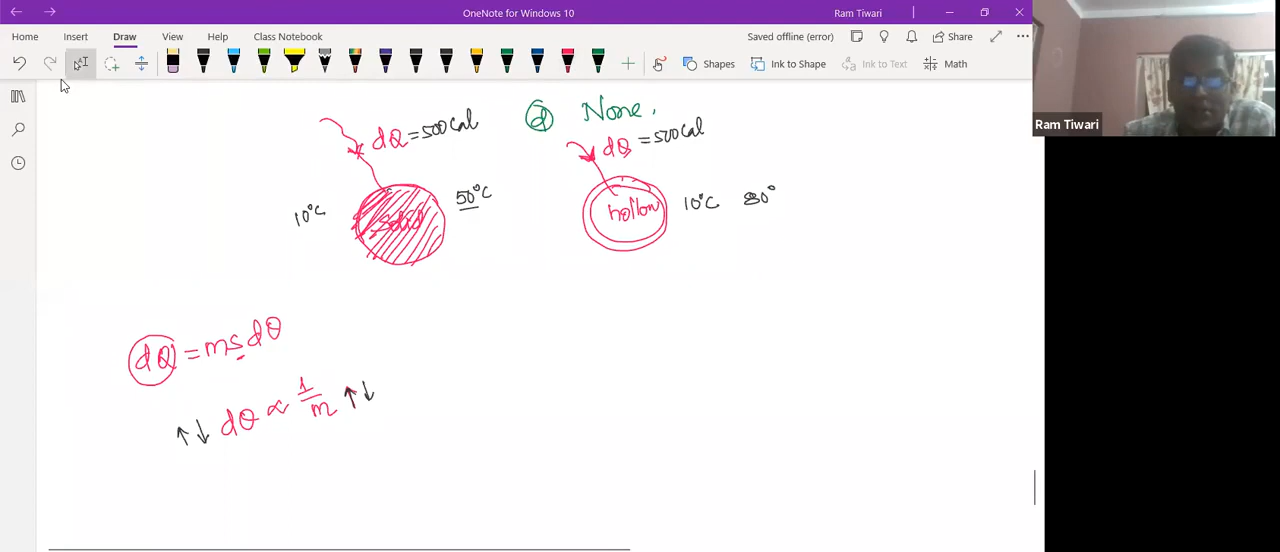 OneNote for Windows 10
Ram Tiwari
Home Insert Draw View Help Class Notebook
Saved offline (error) Share
Shapes Ink to Shape Ink to Text Math
Ram Tiwari
d None.
dQ = 500 Cal
dQ = 500 Cal
10°C Solid 50°C
hollow 10°C 80°
dQ = msdθ
↑↓ dθ ∝ 1/m ↑↓